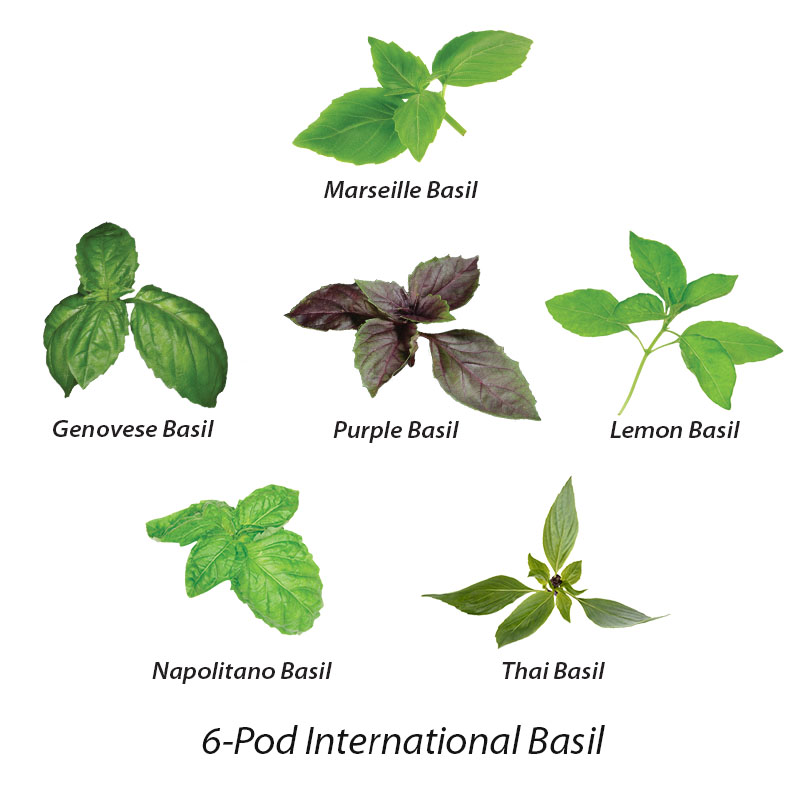 Marseille Basil
Genovese Basil
Purple Basil
Lemon Basil
Napolitano Basil
Thai Basil
6-Pod International Basil